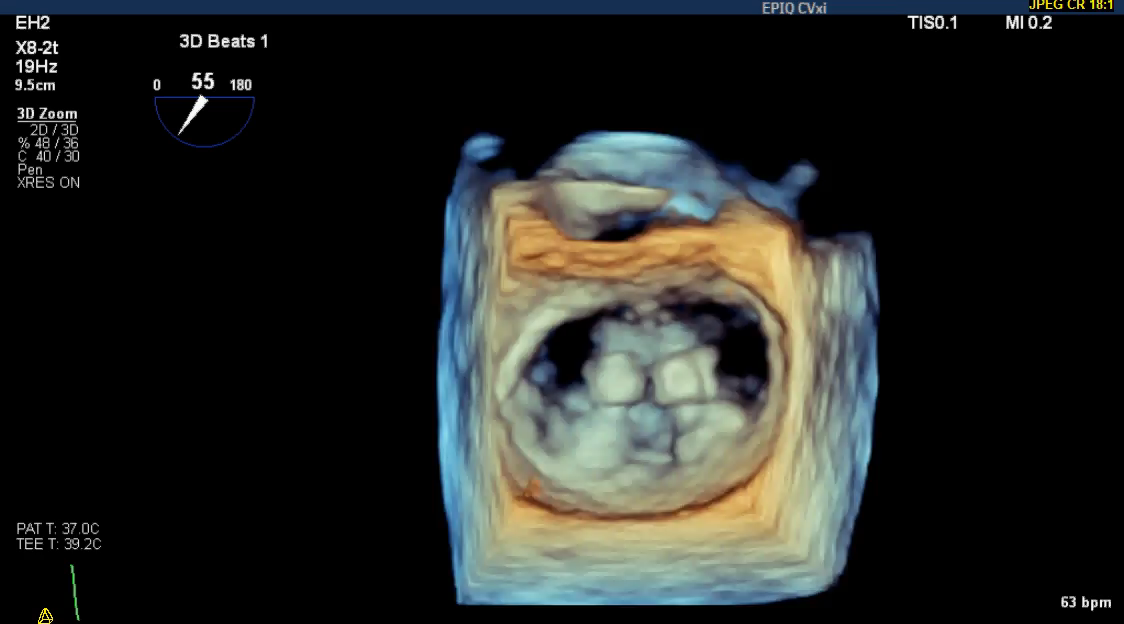 EPIQ CVxi
JPEG CR 18:1
EH2
TIS0.1 MI 0.2
X8-2t
19Hz
9.5cm
3D Beats 1
0 55 180
3D Zoom
2D / 3D
% 48 / 36
C 40 / 30
Pen
XRES ON
PAT T: 37.0C
TEE T: 39.2C
63 bpm